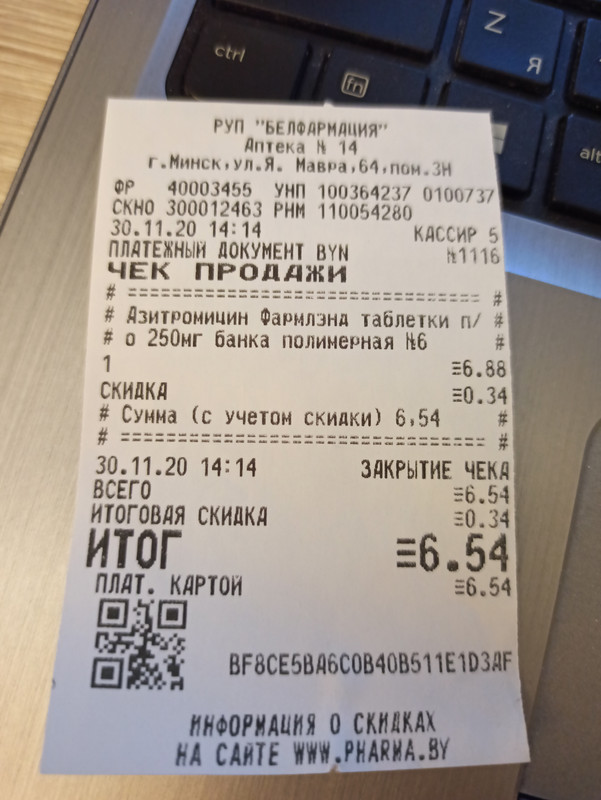 ctrl
fn
Z
Я
alt
РУП "БЕЛФАРМАЦИЯ"
Аптека № 14
г.Минск,ул.Я. Мавра,64,пом.3Н
ФР 40003455 УНП 100364237 0100737
СКНО 300012463 РНМ 110054280
30.11.20 14:14 КАССИР 5
ПЛАТЕЖНЫЙ ДОКУМЕНТ BYN №1116
ЧЕК ПРОДАЖИ
# ================================ #
# Азитромицин Фармлэнд таблетки п/ #
# о 250мг банка полимерная №6 #
1 ≡6.88
СКИДКА ≡0.34
# Сумма (с учетом скидки) 6,54 #
# ================================ #
30.11.20 14:14 ЗАКРЫТИЕ ЧЕКА
ВСЕГО ≡6.54
ИТОГОВАЯ СКИДКА ≡0.34
ИТОГ ≡6.54
ПЛАТ. КАРТОЙ ≡6.54
BF8CE5BA6C0B40B511E1D3AF
ИНФОРМАЦИЯ О СКИДКАХ
НА САЙТЕ WWW.PHARMA.BY